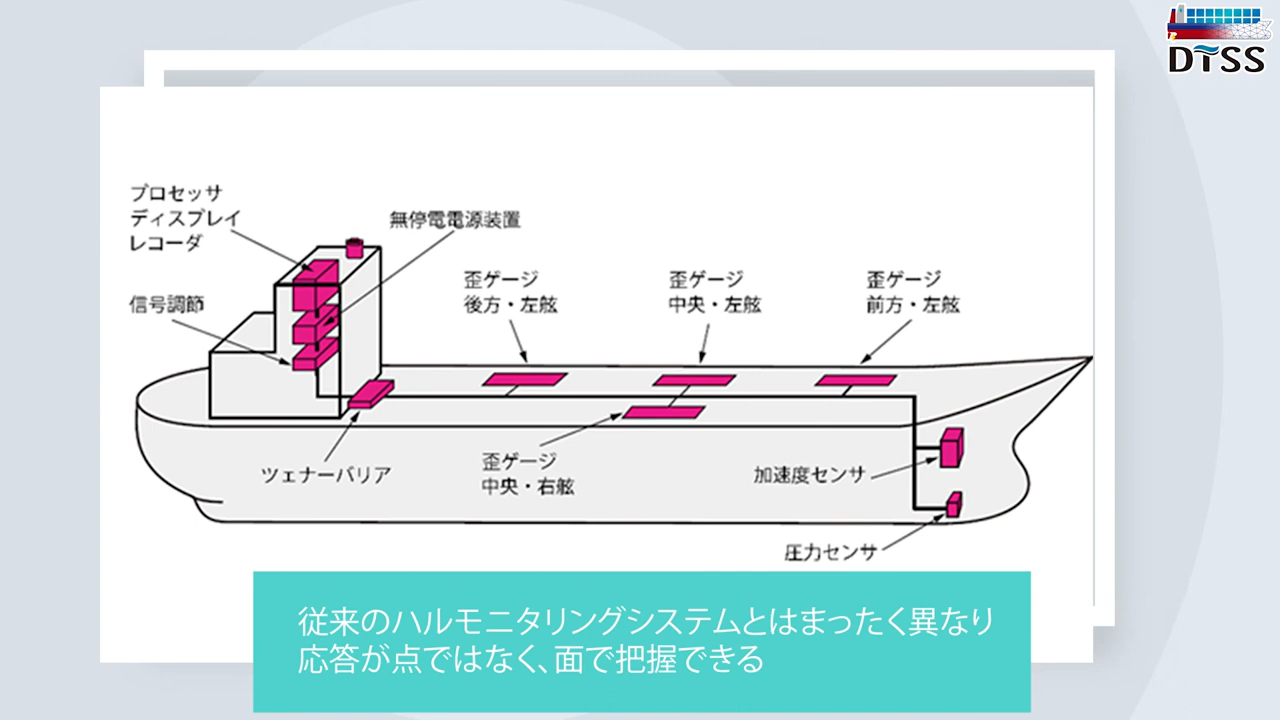 DTSS
プロセッサ
ディスプレイ
レコーダ
無停電電源装置
信号調節
歪ゲージ
後方・左舷
歪ゲージ
中央・左舷
歪ゲージ
前方・左舷
ツェナーバリア
歪ゲージ
中央・右舷
加速度センサ
圧力センサ
従来のハルモニタリングシステムとはまったく異なり
応答が点ではなく、面で把握できる